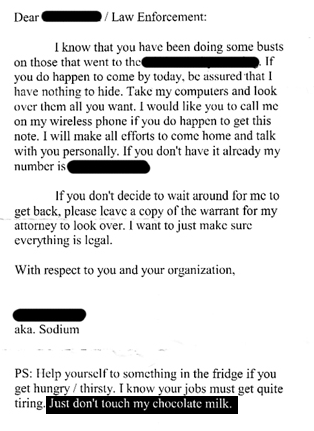 Dear / Law Enforcement:
I know that you have been doing some busts
on those that went to the . If
you do happen to come by today, be assured that I
have nothing to hide. Take my computers and look
over them all you want. I would like you to call me
on my wireless phone if you do happen to get this
note. I will make all efforts to come home and talk
with you personally. If you don't have it already my
number is
If you don't decide to wait around for me to
get back, please leave a copy of the warrant for my
attorney to look over. I want to just make sure
everything is legal.
With respect to you and your organization,
aka. Sodium
PS: Help yourself to something in the fridge if you
get hungry / thirsty. I know your jobs must get quite
tiring. Just don't touch my chocolate milk.